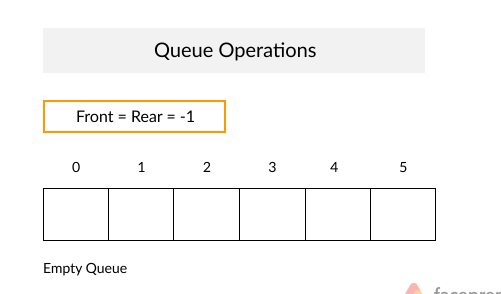 Queue Operations
Front = Rear = -1
0 1 2 3 4 5
Empty Queue